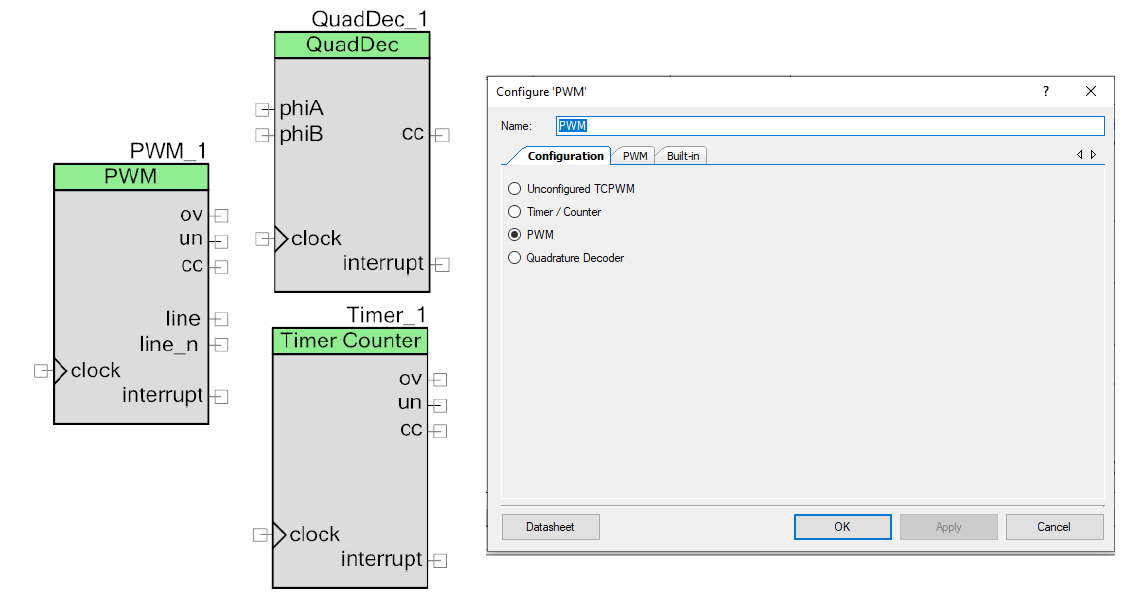 QuadDec_1
QuadDec
phiA
phiB
cc
clock
interrupt
PWM_1
PWM
ov
un
cc
line
line_n
clock
interrupt
Timer_1
Timer Counter
ov
un
cc
clock
interrupt
Configure 'PWM'
?
Name: PWM
Configuration PWM Built-in
Unconfigured TCPWM
Timer / Counter
PWM
Quadrature Decoder
Datasheet OK Apply Cancel